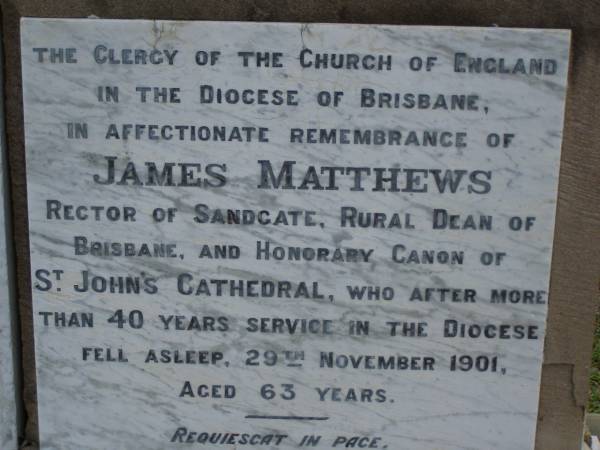 THE CLERGY OF THE CHURCH OF ENGLAND
IN THE DIOCESE OF BRISBANE,
IN AFFECTIONATE REMEMBRANCE OF
JAMES MATTHEWS
RECTOR OF SANDGATE, RURAL DEAN OF
BRISBANE, AND HONORARY CANON OF
ST. JOHN'S CATHEDRAL, WHO AFTER MORE
THAN 40 YEARS SERVICE IN THE DIOCESE
FELL ASLEEP, 29TH NOVEMBER 1901,
AGED 63 YEARS.
REQUIESCAT IN PACE.